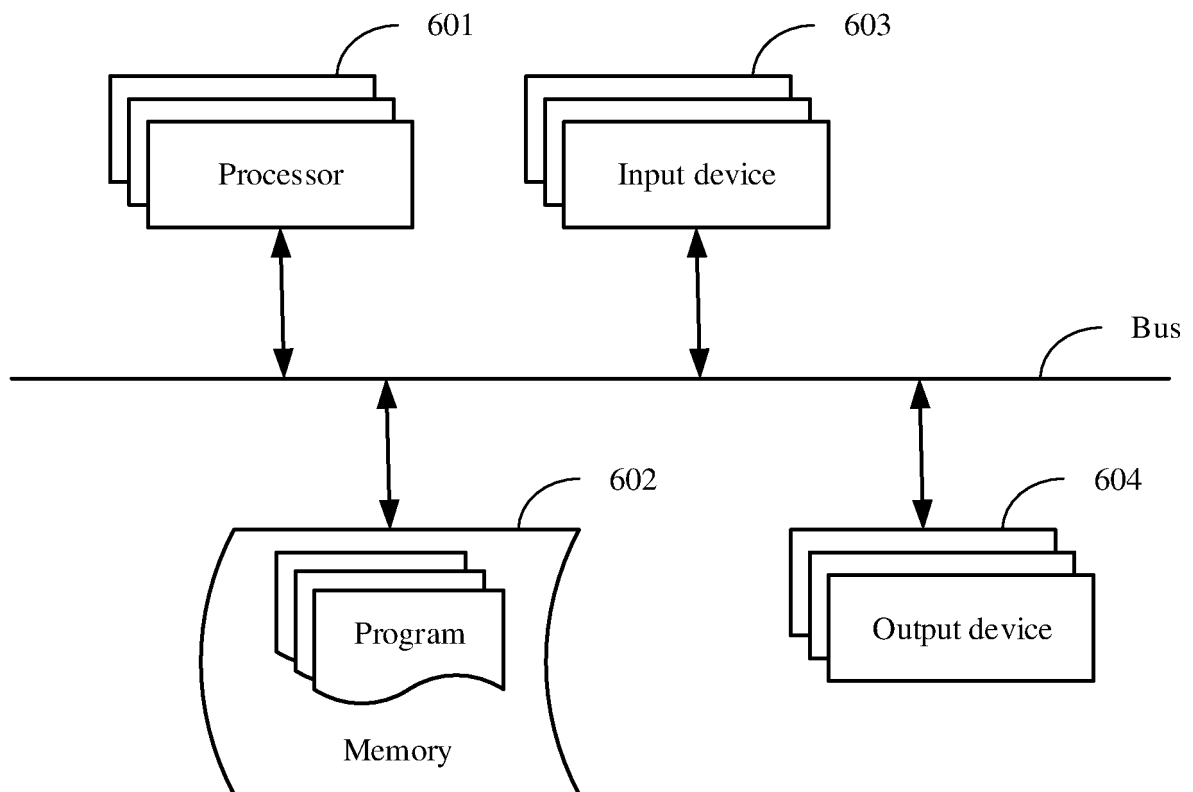 601
603
Processor
Input device
Bus
602
604
Program
Output device
Memory